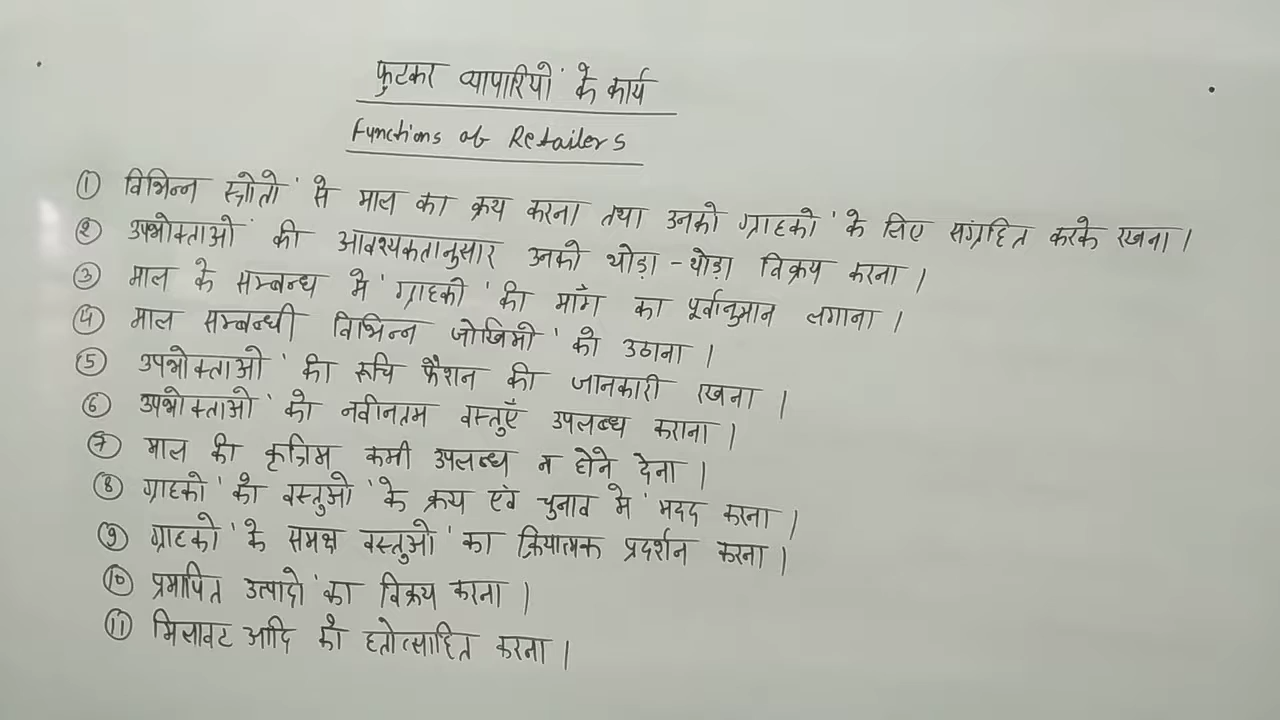 फुटकर व्यापारियों के कार्य
Functions of Retailers
① विभिन्न स्त्रोतों से माल का क्रय करना तथा उनको ग्राहकों के लिए संग्रहित करके रखना।
② उपभोक्ताओं की आवश्यकतानुसार उनको थोड़ा-थोड़ा विक्रय करना।
③ माल के सम्बन्ध में ग्राहकों की माँग का पूर्वानुमान लगाना।
④ माल सम्बन्धी विभिन्न जोखिमों को उठाना।
⑤ उपभोक्ताओं की रूचि फैशन की जानकारी रखना।
⑥ उपभोक्ताओं को नवीनतम वस्तुएँ उपलब्ध कराना।
⑦ माल की कृत्रिम कमी उपलब्ध न होने देना।
⑧ ग्राहकों को वस्तुओं के क्रय एवं चुनाव में मदद करना।
⑨ ग्राहकों के समक्ष वस्तुओं का क्रियात्मक प्रदर्शन करना।
⑩ प्रमापित उत्पादों का विक्रय करना।
⑪ मिलावट आदि को हतोत्साहित करना।